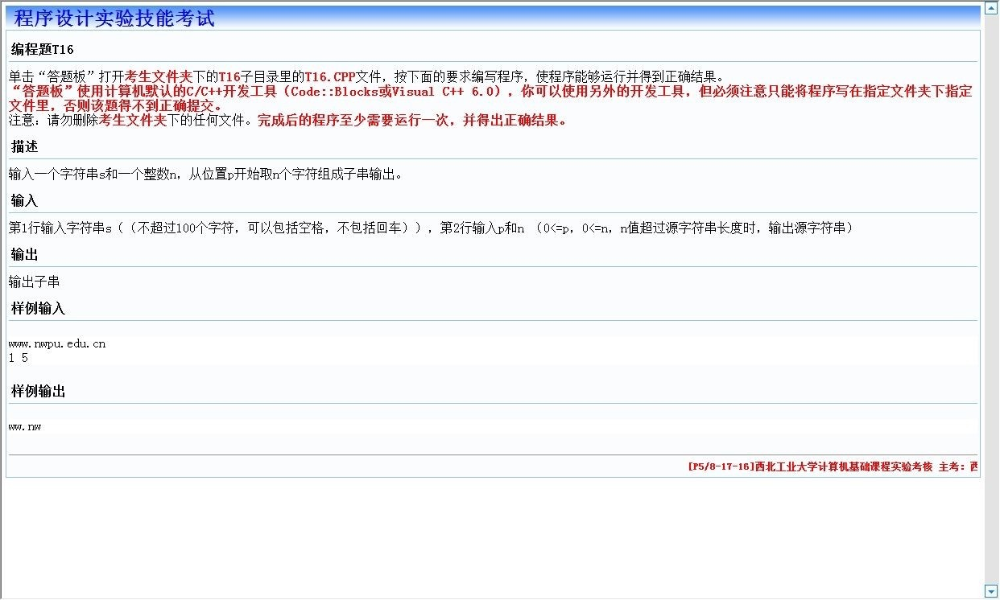 程序设计实验技能考试
编程题T16
单击“答题板”打开考生文件夹下的T16子目录里的T16.CPP文件，按下面的要求编写程序，使程序能够运行并得到正确结果。
“答题板”使用计算机默认的C/C++开发工具（Code::Blocks或Visual C++ 6.0），你可以使用另外的开发工具，但必须注意只能将程序写在指定文件夹下指定
文件里，否则该题得不到正确提交。
注意：请勿删除考生文件夹下的任何文件。完成后的程序至少需要运行一次，并得出正确结果。
描述
输入一个字符串s和一个整数n，从位置p开始取n个字符组成子串输出。
输入
第1行输入字符串s（（不超过100个字符，可以包括空格，不包括回车）），第2行输入p和n （0<=p，0<=n，n值超过源字符串长度时，输出源字符串）
输出
输出子串
样例输入
www.nwpu.edu.cn
1 5
样例输出
ww.nw
[P5/8-17-16]西北工业大学计算机基础课程实验考核 主考：西